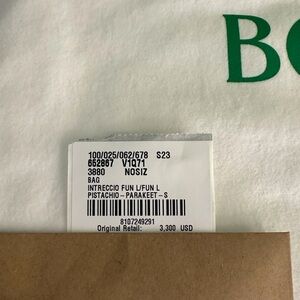 BO
100/025/062/678 S23
652867 V1Q71
3880 NOSIZ
BAG
INTRECCIO FUN L/FUN L
PISTACHIO-PARAKEET-S
8107249291
Original Retail: 3,300 USD